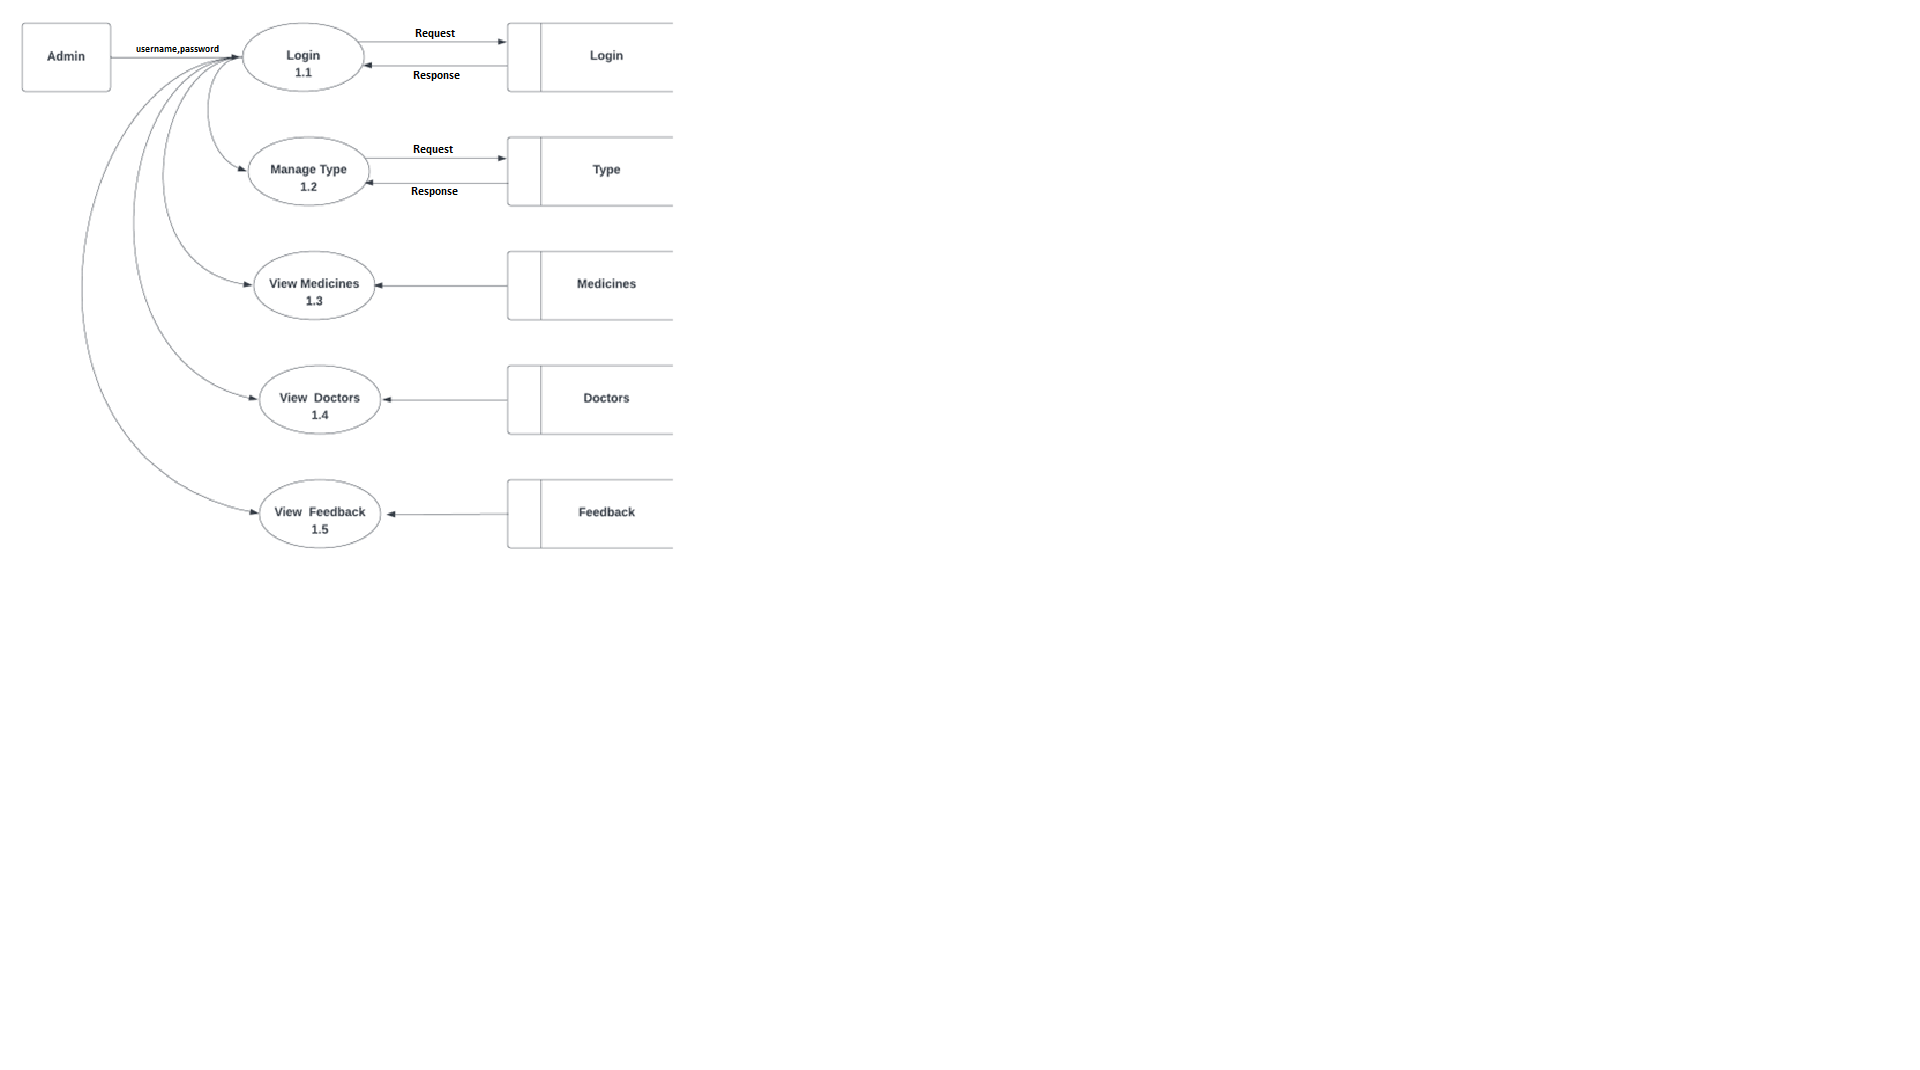 Admin
username,password
Login
1.1
Request
Response
Login
Manage Type
1.2
Request
Response
Type
View Medicines
1.3
Medicines
View Doctors
1.4
Doctors
View Feedback
1.5
Feedback